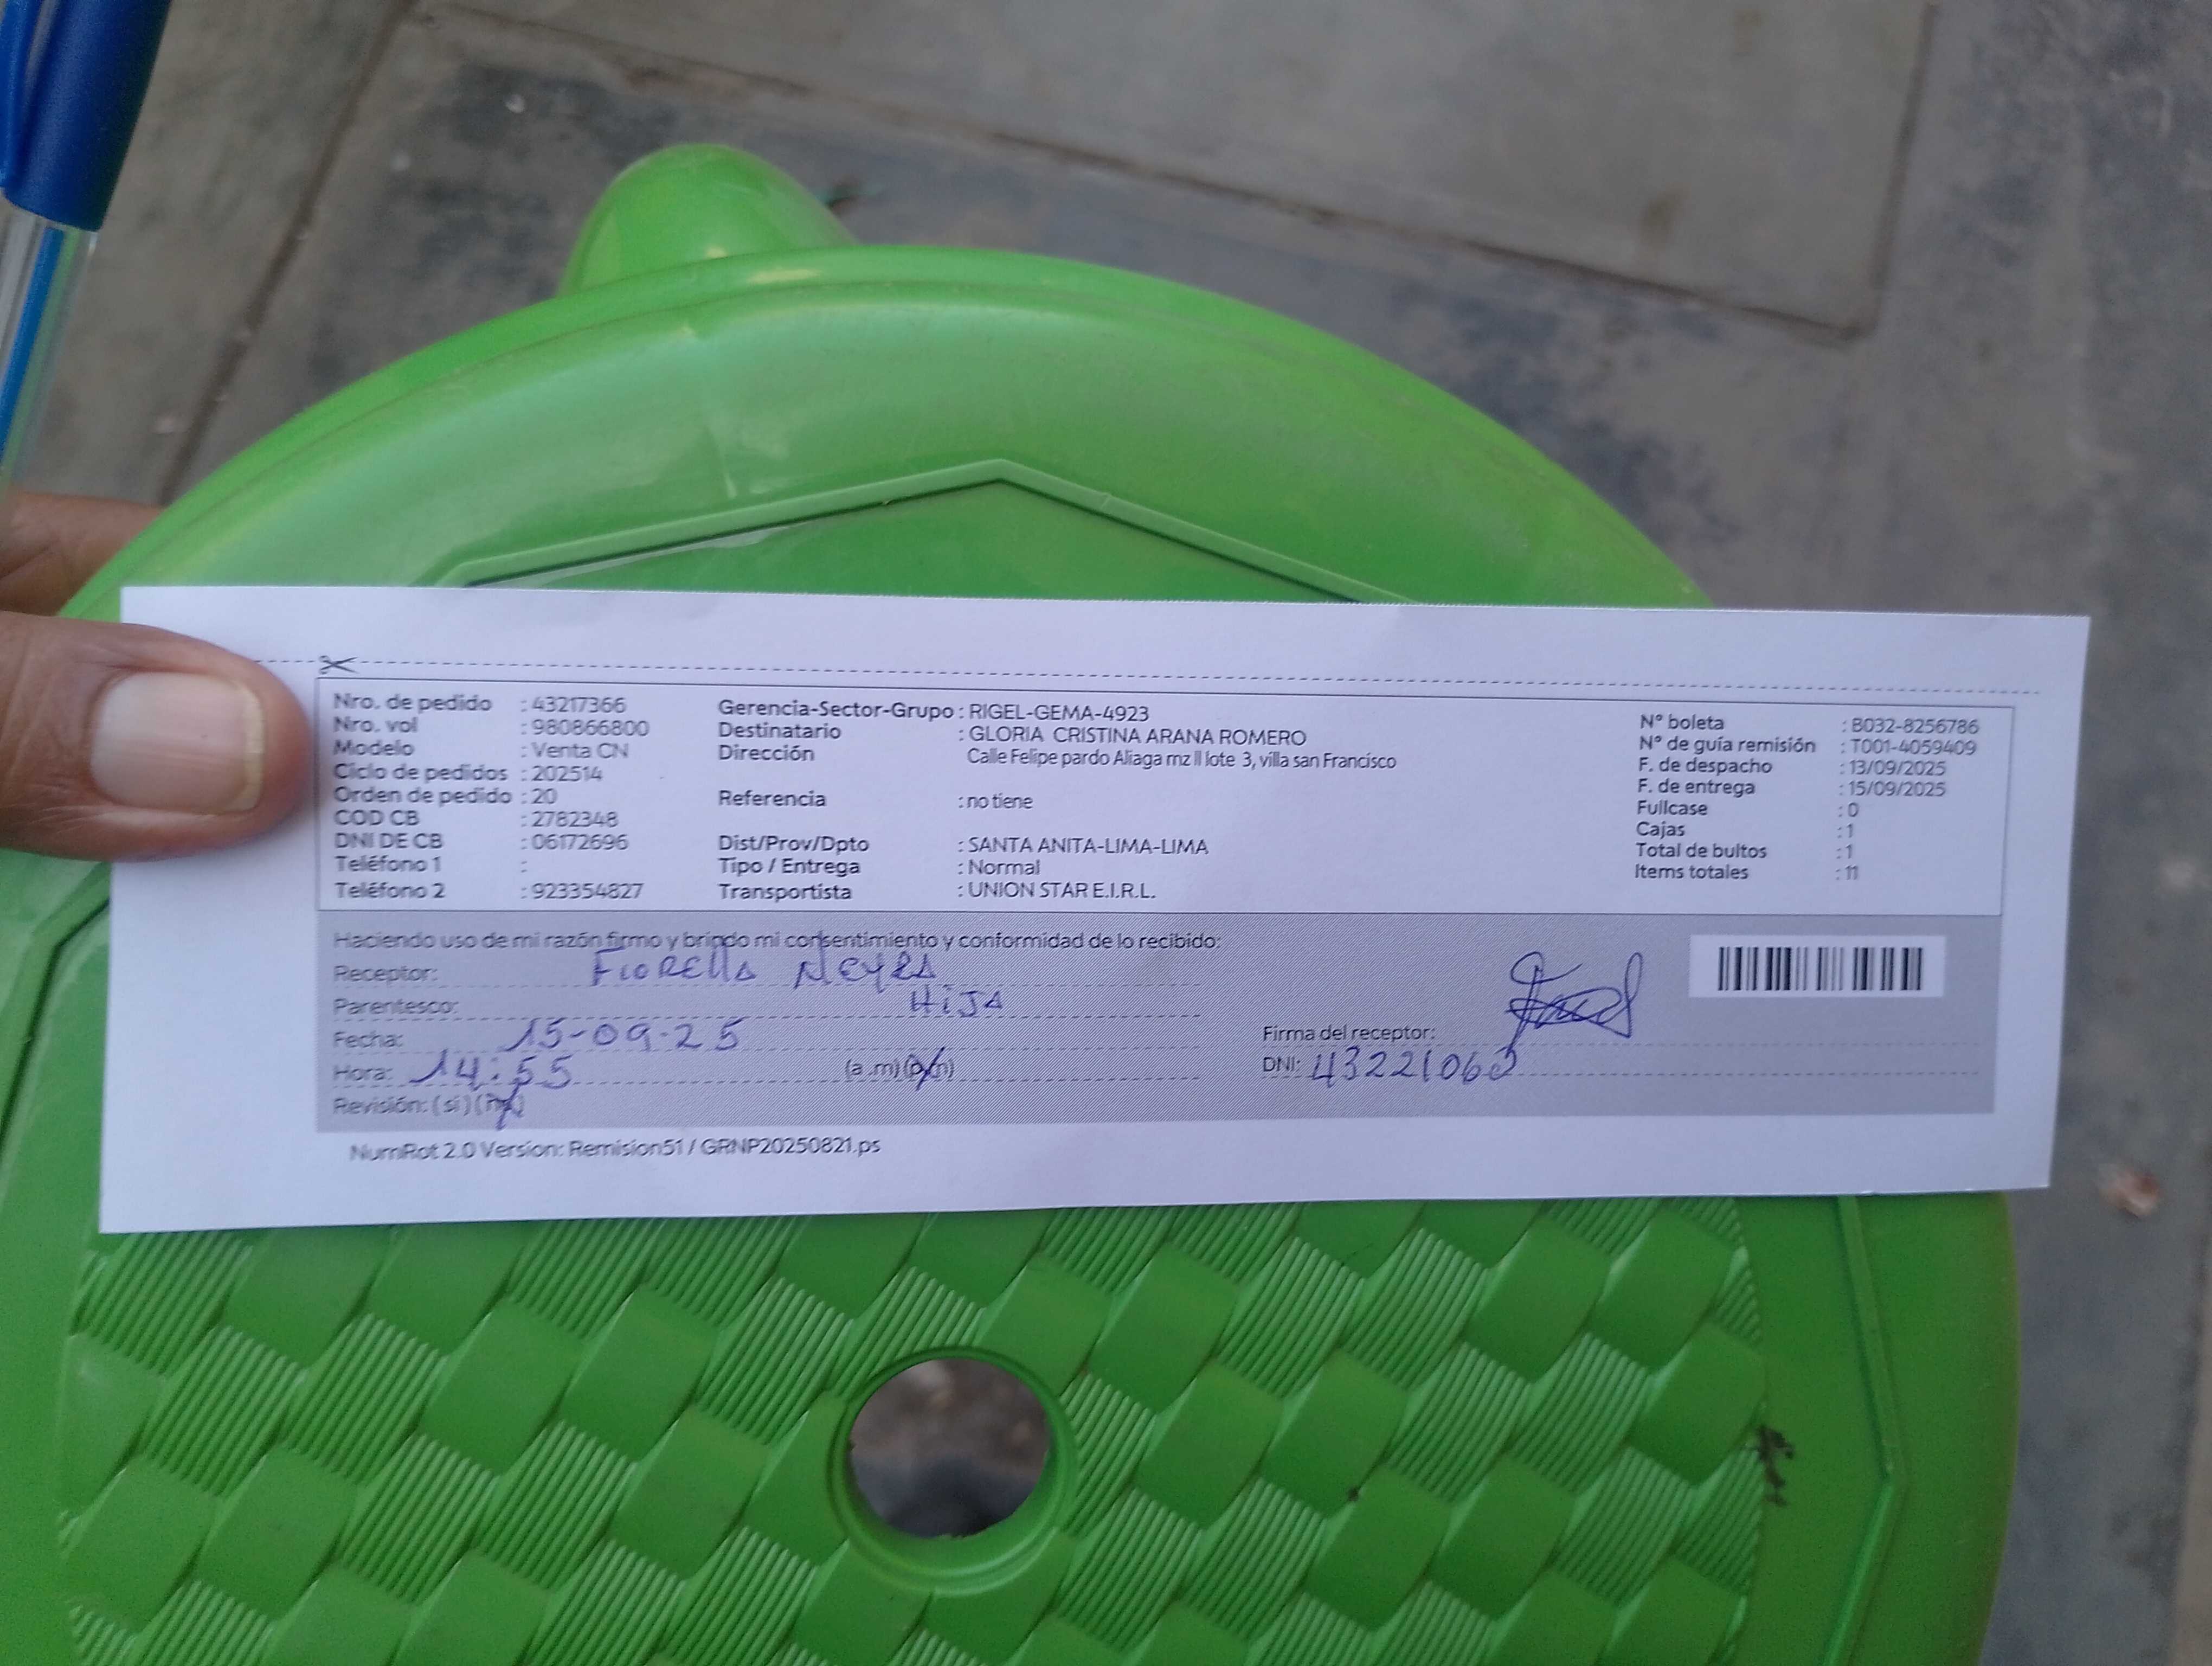 Nro. de pedido : 43217366
Nro. vol : 980866800
Modelo : Venta CN
Ciclo de pedidos : 202514
Orden de pedido : 20
COD CB : 2782348
DNI DE CB : 06172696
Teléfono 1 :
Teléfono 2 : 923354827
Gerencia-Sector-Grupo : RIGEL-GEMA-4923
Destinatario : GLORIA CRISTINA ARANA ROMERO
Dirección Calle Felipe pardo Aliaga mz ll lote 3, villa san Francisco
Referencia : no tiene
Dist/Prov/Dpto : SANTA ANITA-LIMA-LIMA
Tipo / Entrega : Normal
Transportista : UNION STAR E.I.R.L.
N° boleta : B032-8256786
N° de guía remisión : T001-4059409
F. de despacho : 13/09/2025
F. de entrega : 15/09/2025
Fullcase : 0
Cajas : 1
Total de bultos : 1
Items totales : 11
Haciendo uso de mi razón firmo y brindo mi consentimiento y conformidad de lo recibido:
Receptor: FIORELLA
Parentesco: HIJA
Fecha: 15-09-25
Hora: 14:55 (a.m) (p.m)
Revisión: (si) (no)
Firma del receptor:
DNI: 43221060
NumRot 2.0 Version: Remision51 / GRNP20250821.ps